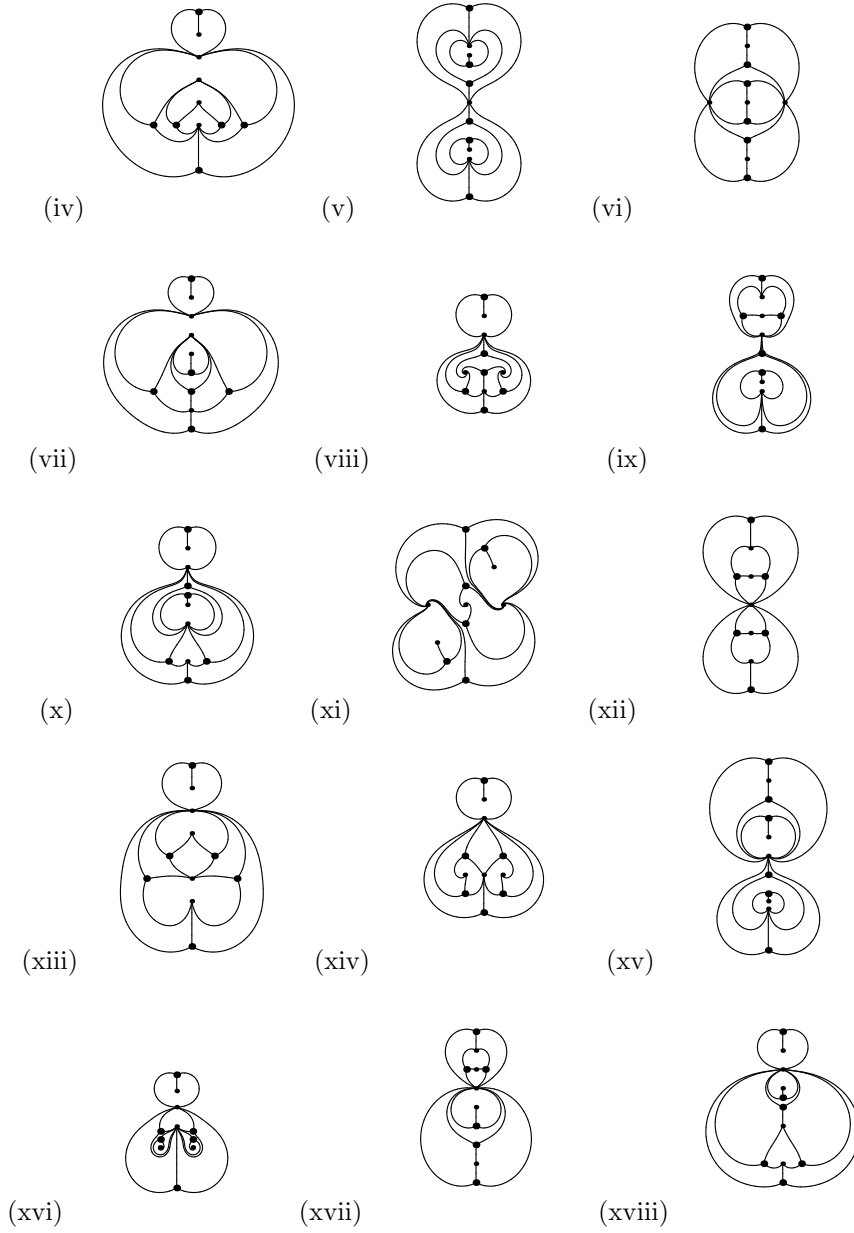 (iv) (v) (vi)
(vii) (viii) (ix)
(x) (xi) (xii)
(xiii) (xiv) (xv)
(xvi) (xvii) (xviii)